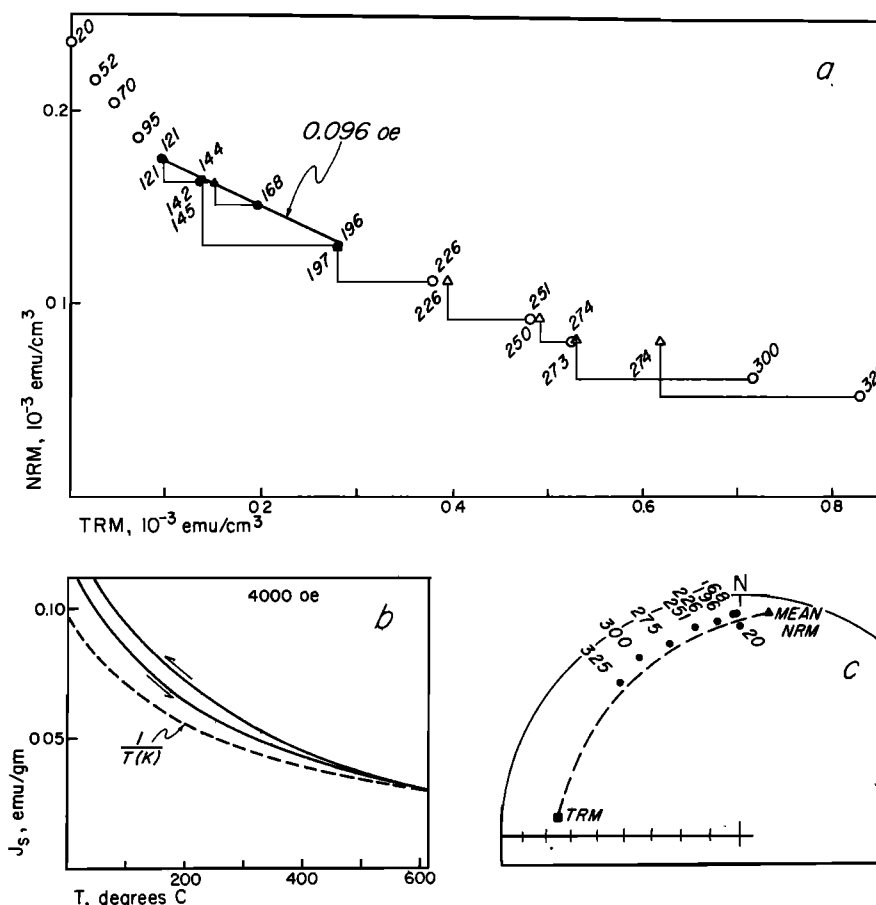 a
20
52
70
95
121
121
144
142
145
168
0.096 oe
196
197
226
226
251
250
274
273
274
300
0.2
0.1
NRM, 10⁻³ emu/cm³
0.2
0.4
0.6
0.8
TRM, 10⁻³ emu/cm³
4000 oe
b
0.10
0.05
1
T(K)
Jₛ, emu/gm
200
400
600
T, degrees C
N
MEAN
NRM
20
196
226
251
275
300
325
c
TRM